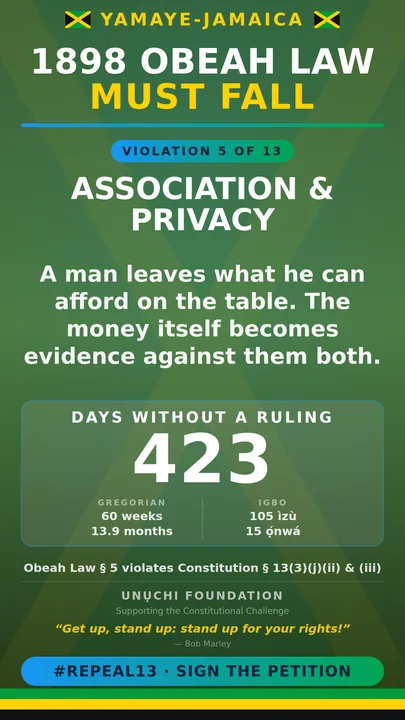 YAMAYE-JAMAICA
1898 OBEAH LAW
MUST FALL
VIOLATION 5 OF 13
ASSOCIATION &
PRIVACY
A man leaves what he can
afford on the table. The
money itself becomes
evidence against them both.
DAYS WITHOUT A RULING
423
GREGORIAN
60 weeks
13.9 months
IGBO
105 ìzù
15 ọ́nwá
Obeah Law § 5 violates Constitution § 13(3)(j)(ii) & (iii)
UNỤCHI FOUNDATION
Supporting the Constitutional Challenge
“Get up, stand up: stand up for your rights!”
— Bob Marley
#REPEAL13 · SIGN THE PETITION